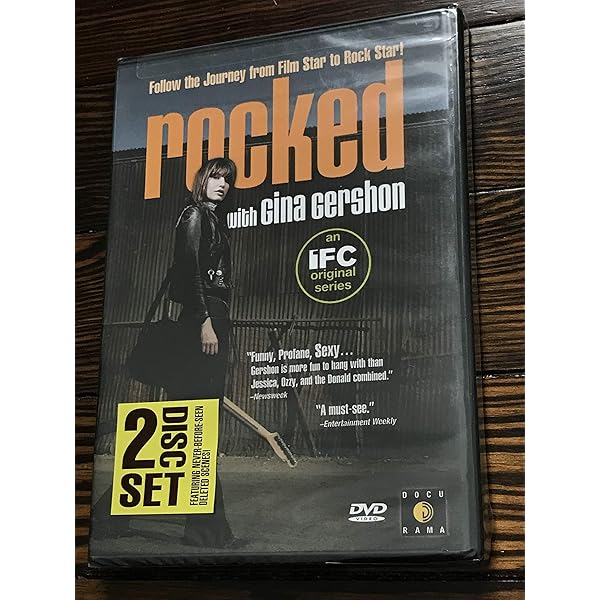 Follow the Journey from Film Star to Rock Star!
rocked
with Gina Gershon
an
iFC
original
series
"Funny, Profane, Sexy...
Gershon is more fun to hang with than
Jessica, Ozzy, and the Donald combined."
–Newsweek
"A must-see."
–Entertainment Weekly
2 DISC SET
FEATURING NEVER-BEFORE-SEEN
DELETED SCENES!
DVD
VIDEO
DOCU
RAMA